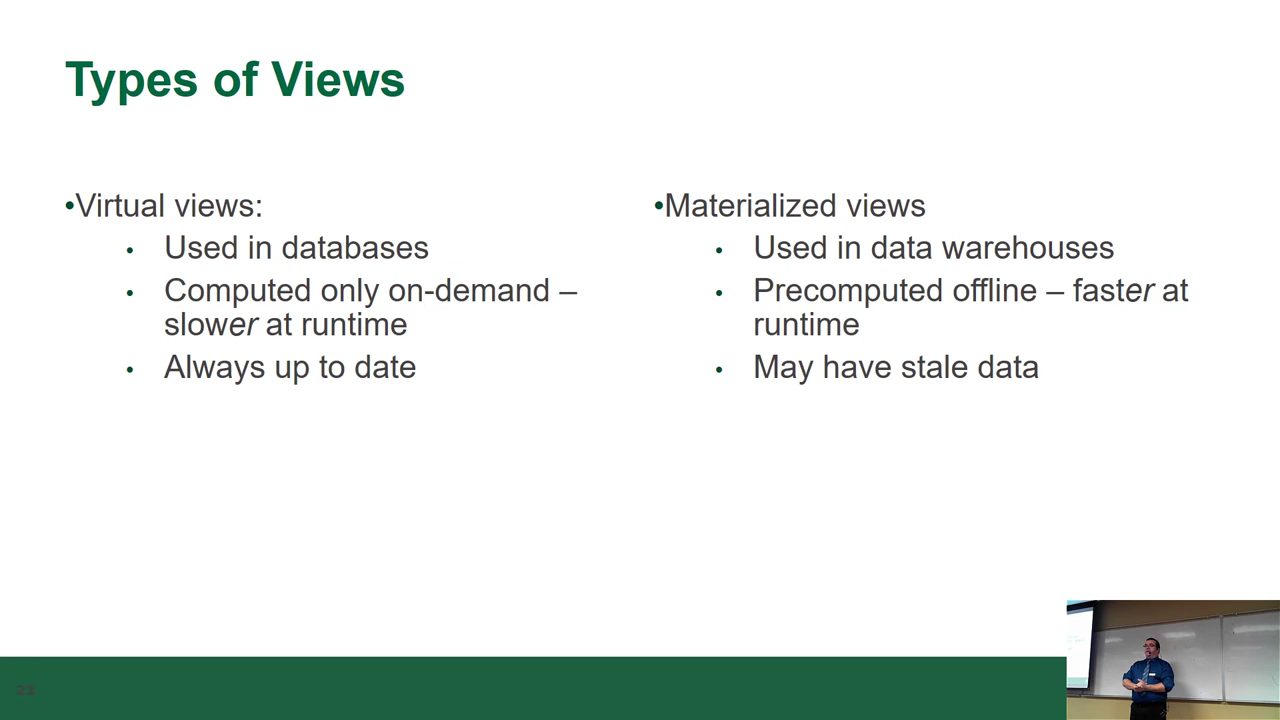 Types of Views
•Virtual views:
• Used in databases
• Computed only on-demand –
slower at runtime
• Always up to date
•Materialized views
• Used in data warehouses
• Precomputed offline – faster at
runtime
• May have stale data